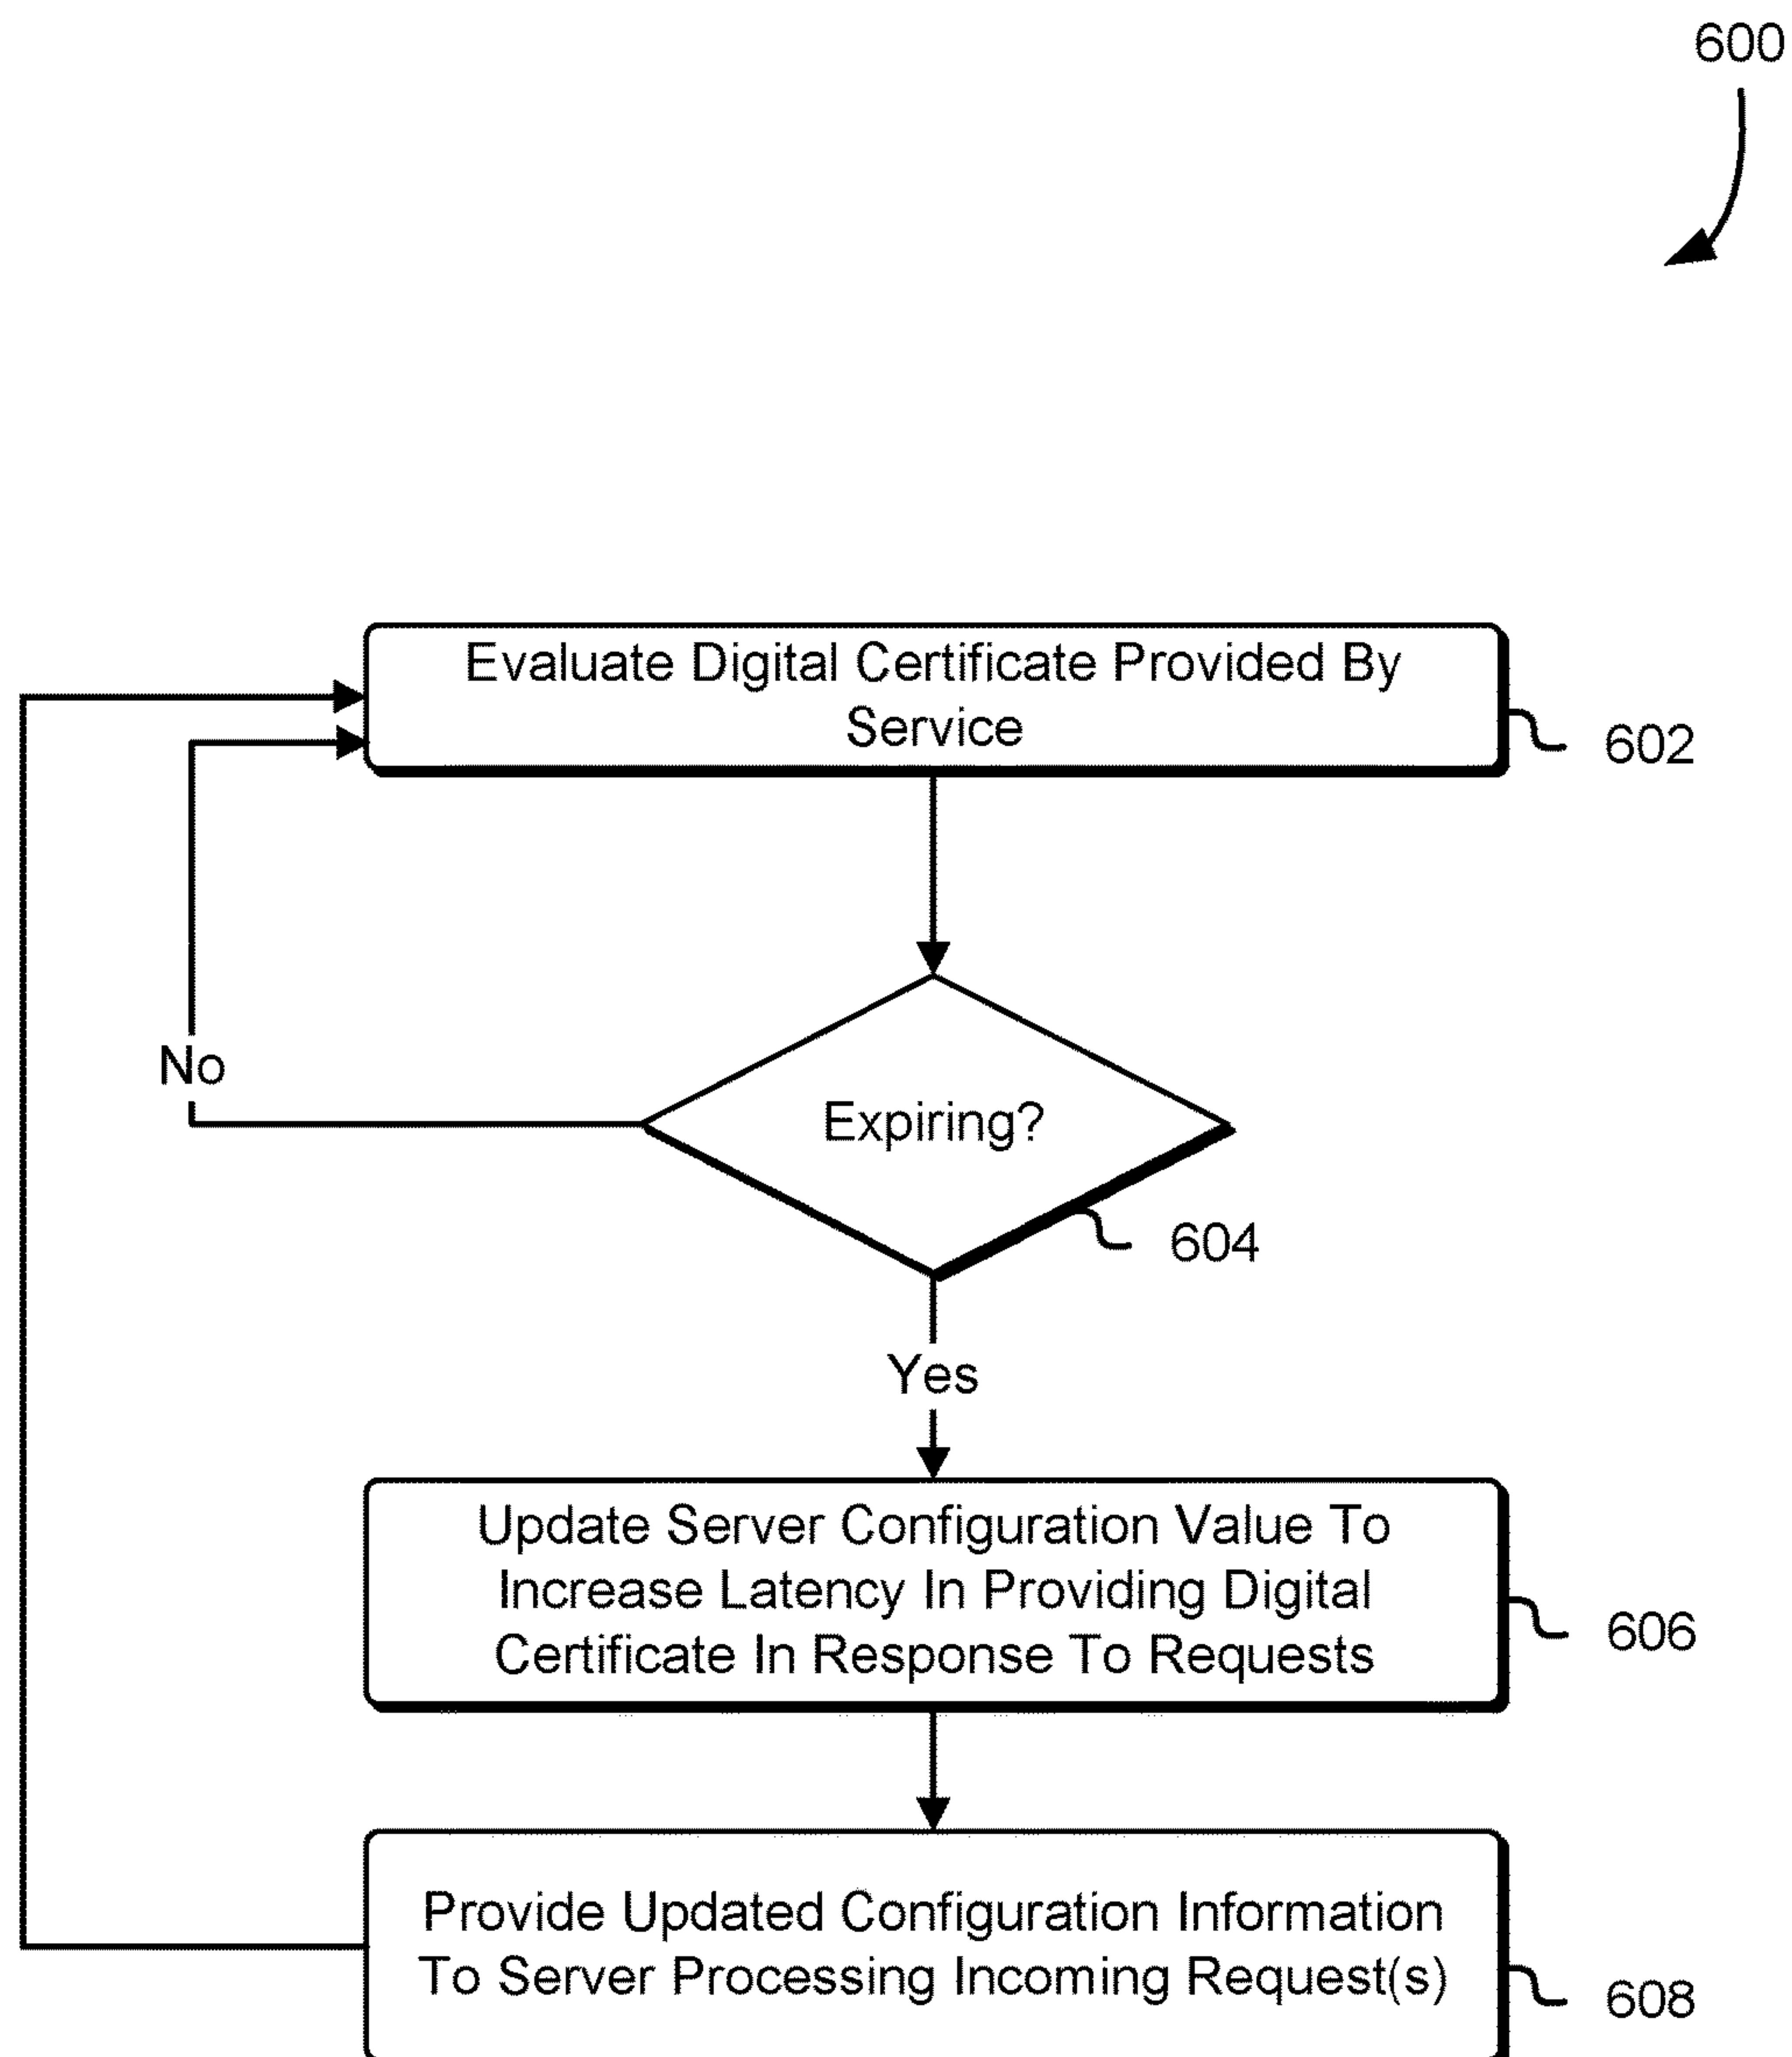 600
Evaluate Digital Certificate Provided By
Service
602
No
Expiring?
604
Yes
Update Server Configuration Value To
Increase Latency In Providing Digital
Certificate In Response To Requests
606
Provide Updated Configuration Information
To Server Processing Incoming Request(s)
608